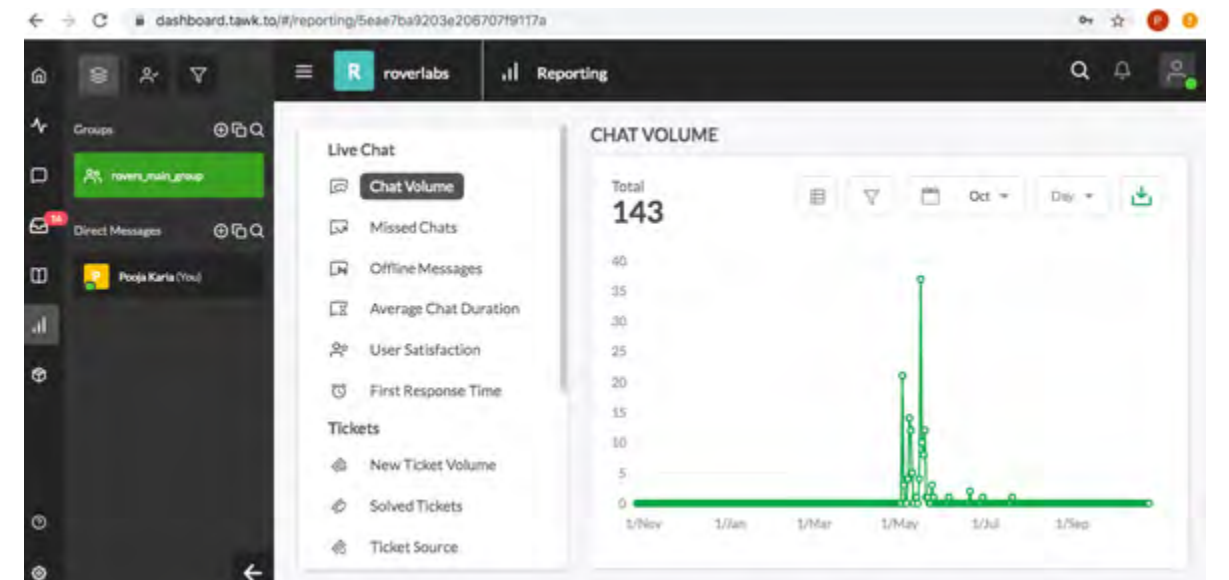 dashboard.tawk.to/#/reporting/5eae7ba9203e206707f9117a
P
R
roverlabs
Reporting
Groups
rovers_main_group
16
Direct Messages
P
Pooja Karia (You)
Live Chat
Chat Volume
Missed Chats
Offline Messages
Average Chat Duration
User Satisfaction
First Response Time
Tickets
New Ticket Volume
Solved Tickets
Ticket Source
CHAT VOLUME
Total
143
Oct
Day
40
35
30
25
20
15
10
5
0
1/Nov 1/Jan 1/Mar 1/May 1/Jul 1/Sep